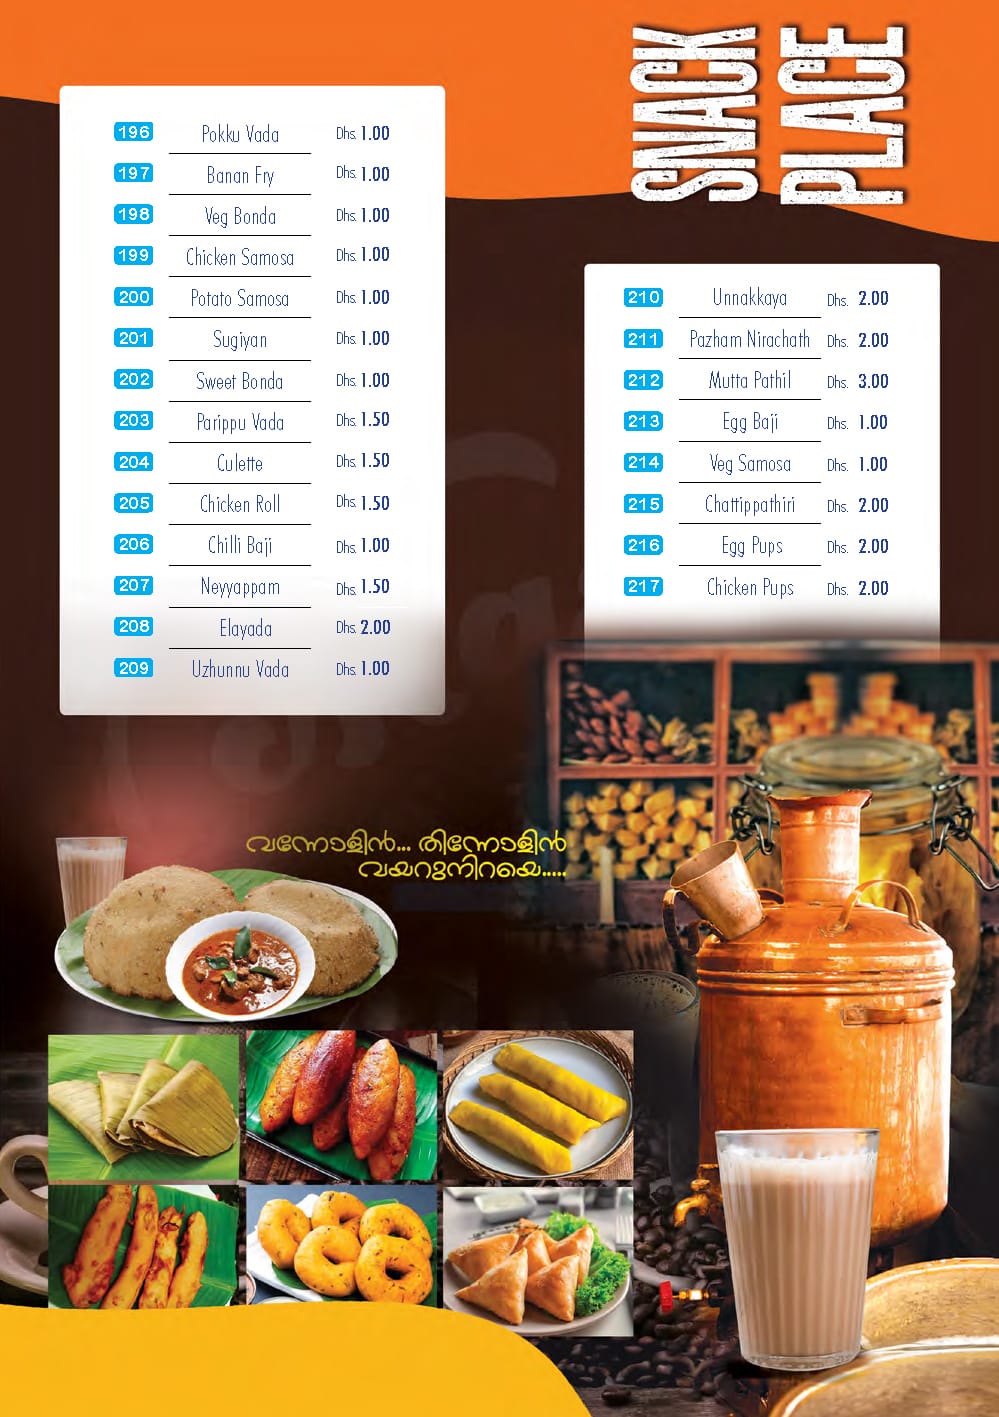 SNACK
PLACE
196 Pokku Vada Dhs. 1.00
197 Banan Fry Dhs. 1.00
198 Veg Bonda Dhs. 1.00
199 Chicken Samosa Dhs. 1.00
200 Potato Samosa Dhs. 1.00
201 Sugiyan Dhs. 1.00
202 Sweet Bonda Dhs. 1.00
203 Parippu Vada Dhs. 1.50
204 Culette Dhs. 1.50
205 Chicken Roll Dhs. 1.50
206 Chilli Baji Dhs. 1.00
207 Neyyappam Dhs. 1.50
208 Elayada Dhs. 2.00
209 Uzhunnu Vada Dhs. 1.00
210 Unnakkaya Dhs. 2.00
211 Pazham Nirachath Dhs. 2.00
212 Mutta Pathil Dhs. 3.00
213 Egg Baji Dhs. 1.00
214 Veg Samosa Dhs. 1.00
215 Chattippathiri Dhs. 2.00
216 Egg Pups Dhs. 2.00
217 Chicken Pups Dhs. 2.00
വന്നോളിൻ... തിന്നോളിൻ
വയറുനിറയെ.....